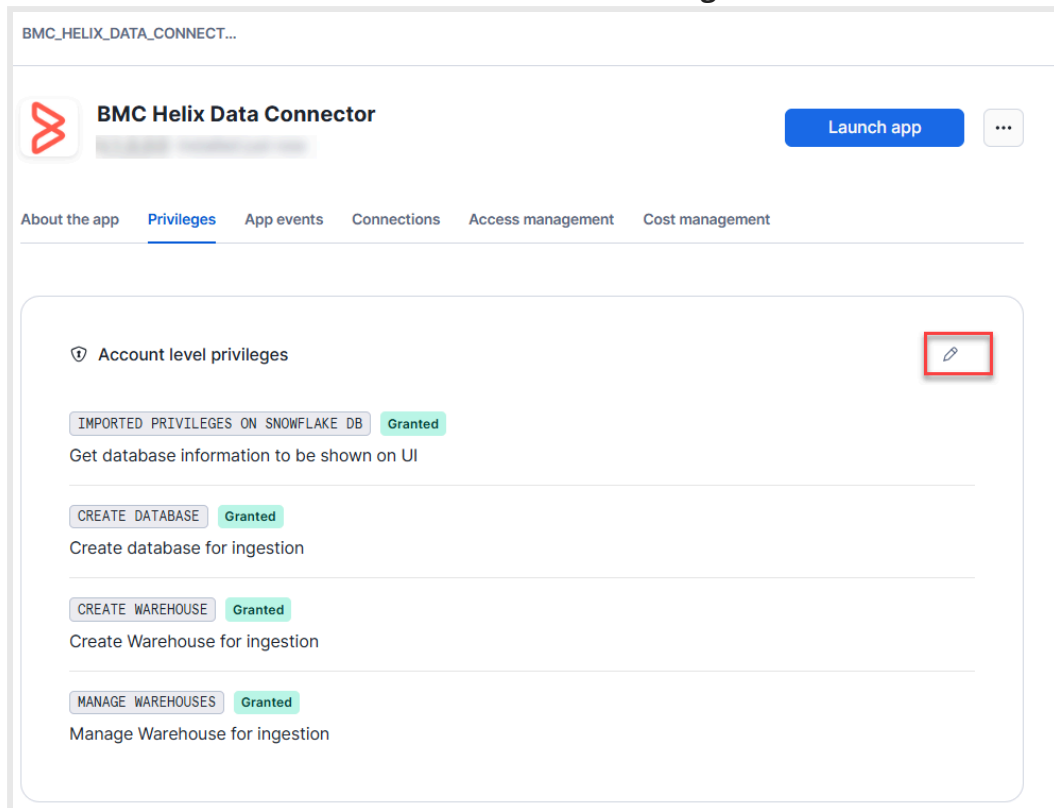 BMC_HELIX_DATA_CONNECT...
BMC Helix Data Connector
Launch app
...
About the app Privileges App events Connections Access management Cost management
Account level privileges
IMPORTED PRIVILEGES ON SNOWFLAKE DB Granted
Get database information to be shown on UI
CREATE DATABASE Granted
Create database for ingestion
CREATE WAREHOUSE Granted
Create Warehouse for ingestion
MANAGE WAREHOUSES Granted
Manage Warehouse for ingestion